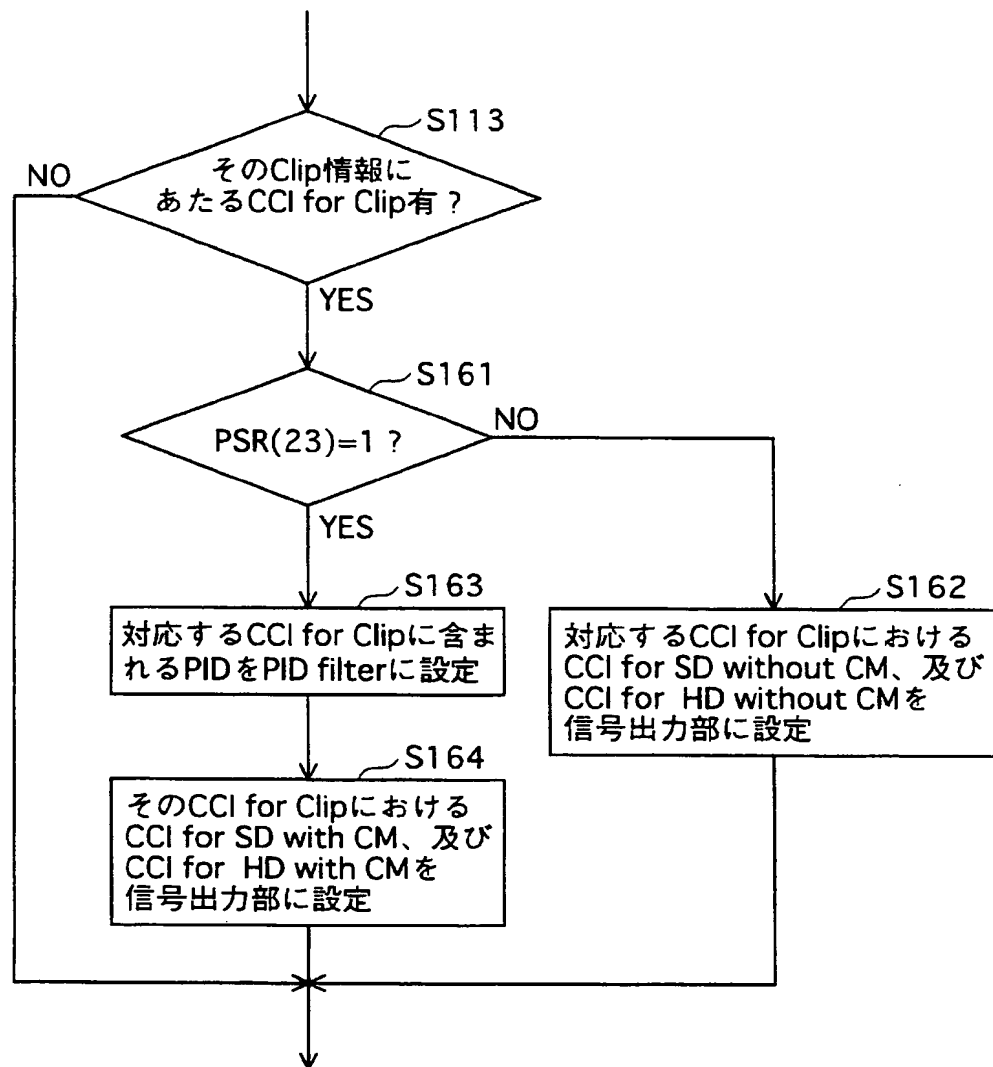 S113
そのClip情報に
あたるCCI for Clip有？
NO
YES
S161
PSR(23)=1 ?
NO
YES
S163
対応するCCI for Clipに含ま
れるPIDをPID filterに設定
S162
対応するCCI for Clipにおける
CCI for SD without CM、及び
CCI for HD without CMを
信号出力部に設定
S164
そのCCI for Clipにおける
CCI for SD with CM、及び
CCI for HD with CMを
信号出力部に設定